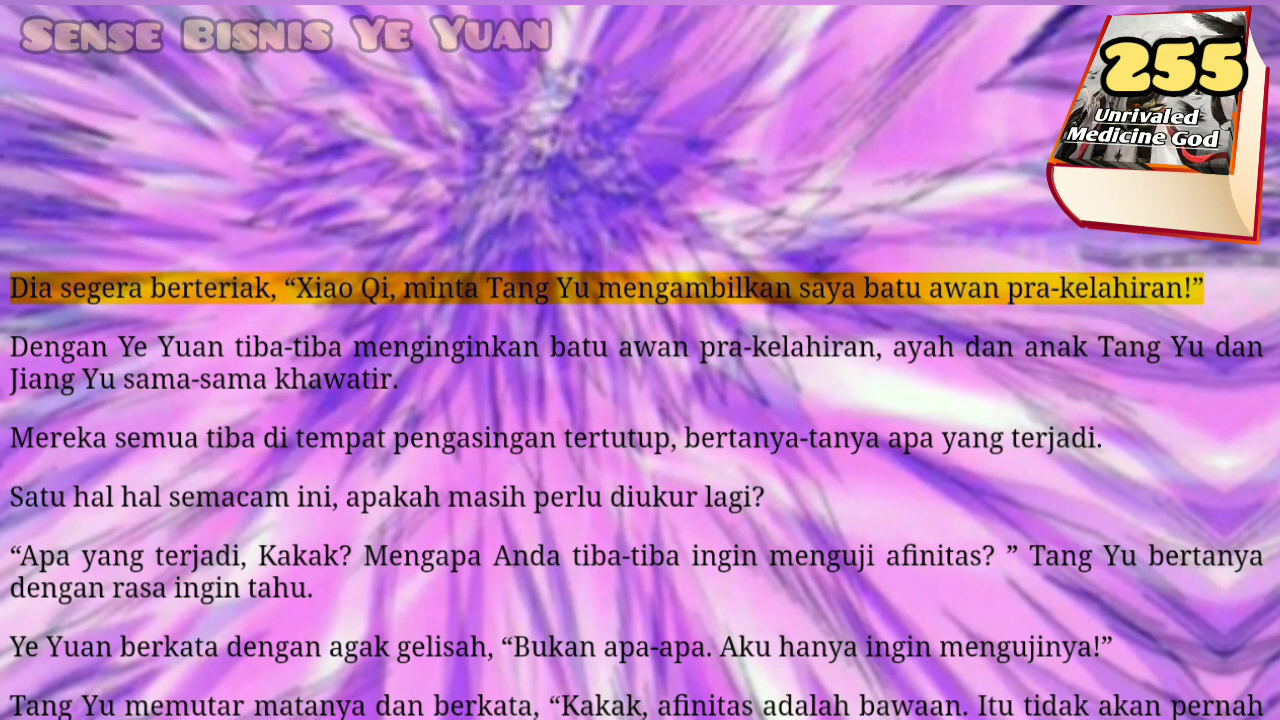 Sense Bisnis Ye Yuan
255
Unrivaled
Medicine God
Dia segera berteriak, “Xiao Qi, minta Tang Yu mengambilkan saya batu awan pra-kelahiran!”
Dengan Ye Yuan tiba-tiba menginginkan batu awan pra-kelahiran, ayah dan anak Tang Yu dan
Jiang Yu sama-sama khawatir.
Mereka semua tiba di tempat pengasingan tertutup, bertanya-tanya apa yang terjadi.
Satu hal hal semacam ini, apakah masih perlu diukur lagi?
“Apa yang terjadi, Kakak? Mengapa Anda tiba-tiba ingin menguji afinitas? ” Tang Yu bertanya
dengan rasa ingin tahu.
Ye Yuan berkata dengan agak gelisah, “Bukan apa-apa. Aku hanya ingin mengujinya!”
Tang Yu memutar matanya dan berkata, “Kakak, afinitas adalah bawaan. Itu tidak akan pernah